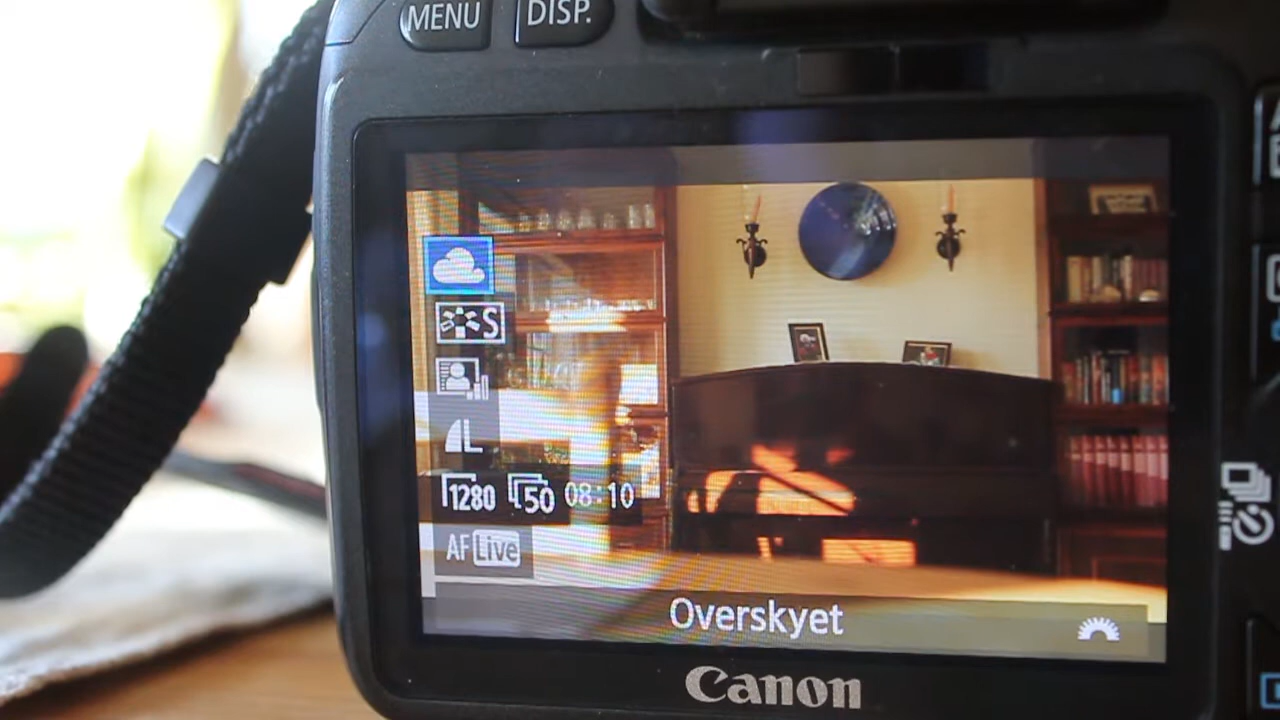 MENU DISP.
S
L
1280 50 08:10
AF Live
Overskyet
Canon